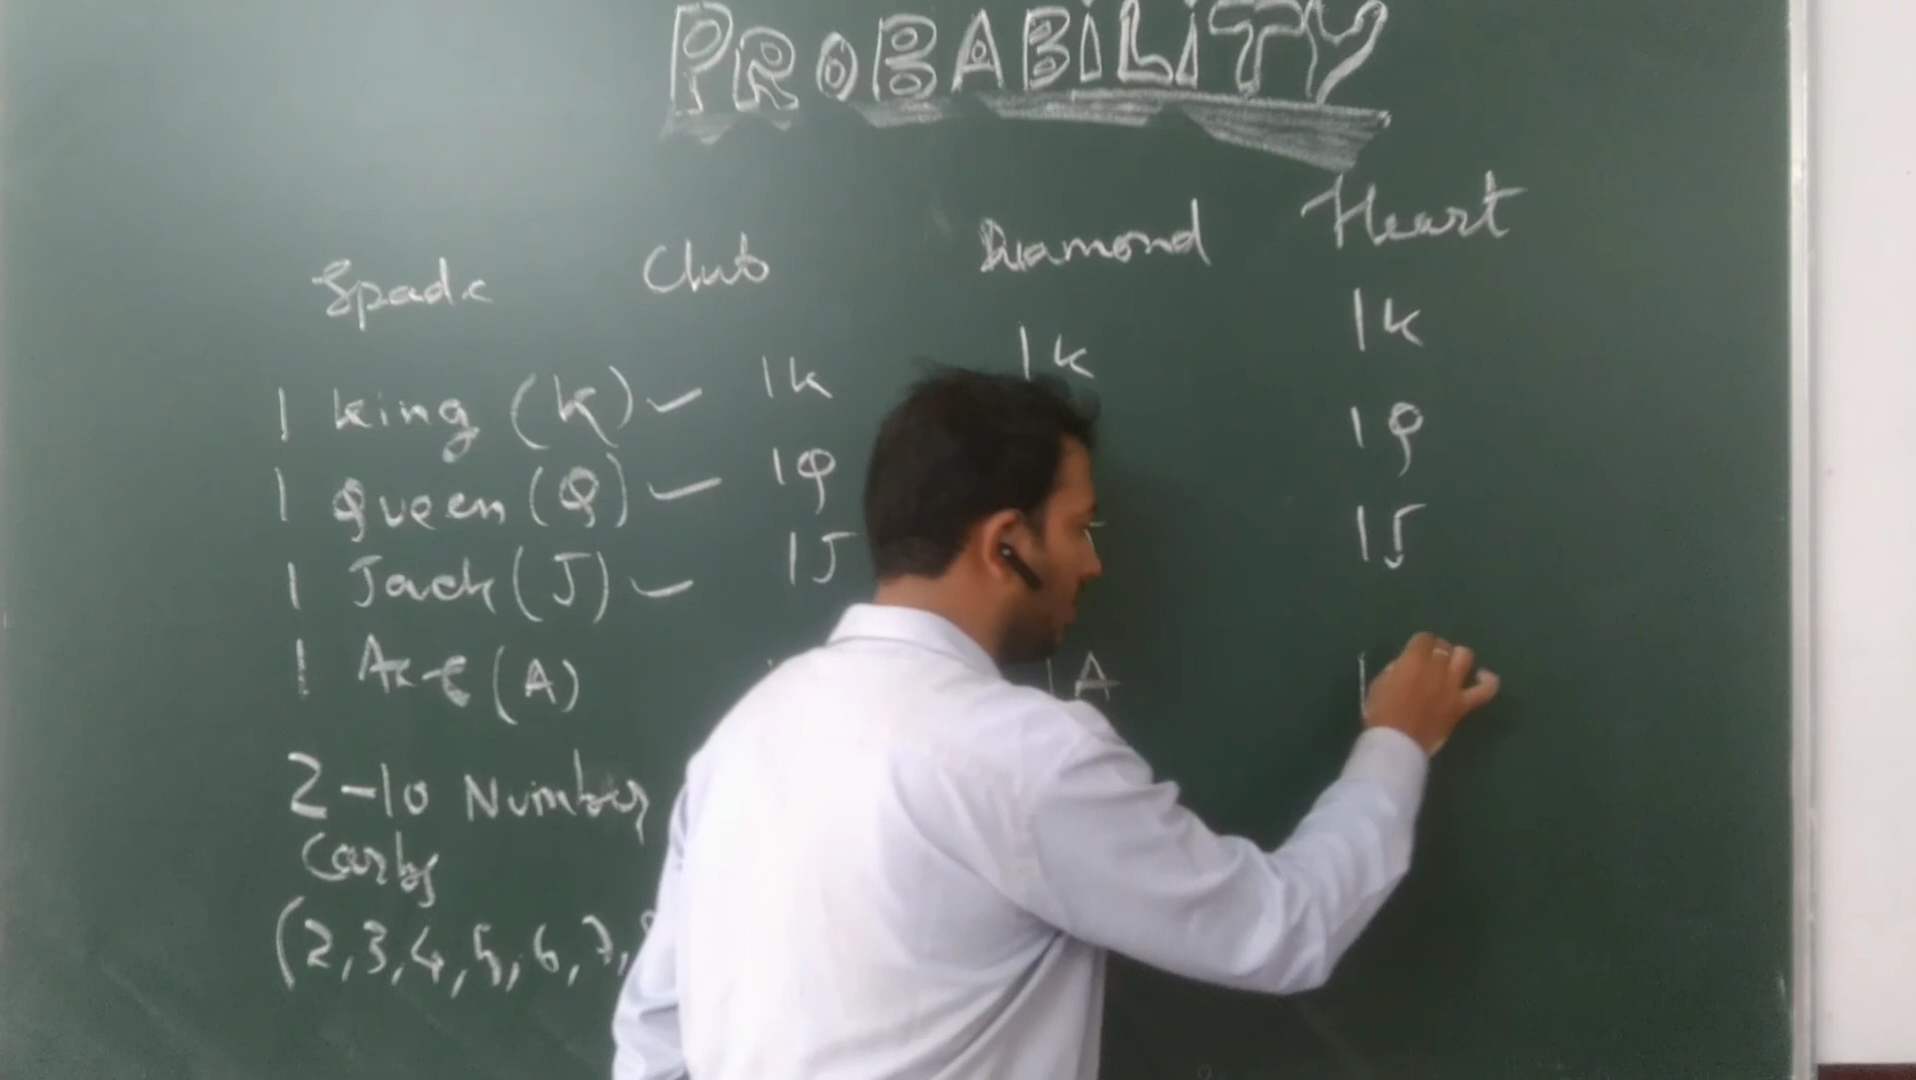 PROBABiLiTY
Spade Club Diamond Heart
1 king (K) 1K 1K 1K
1 Queen (Q) 1Q 1Q
1 Jack (J) 1J 1J
1 Ace (A) 1A 1
2-10 Number
Cards
(2,3,4,5,6,7,